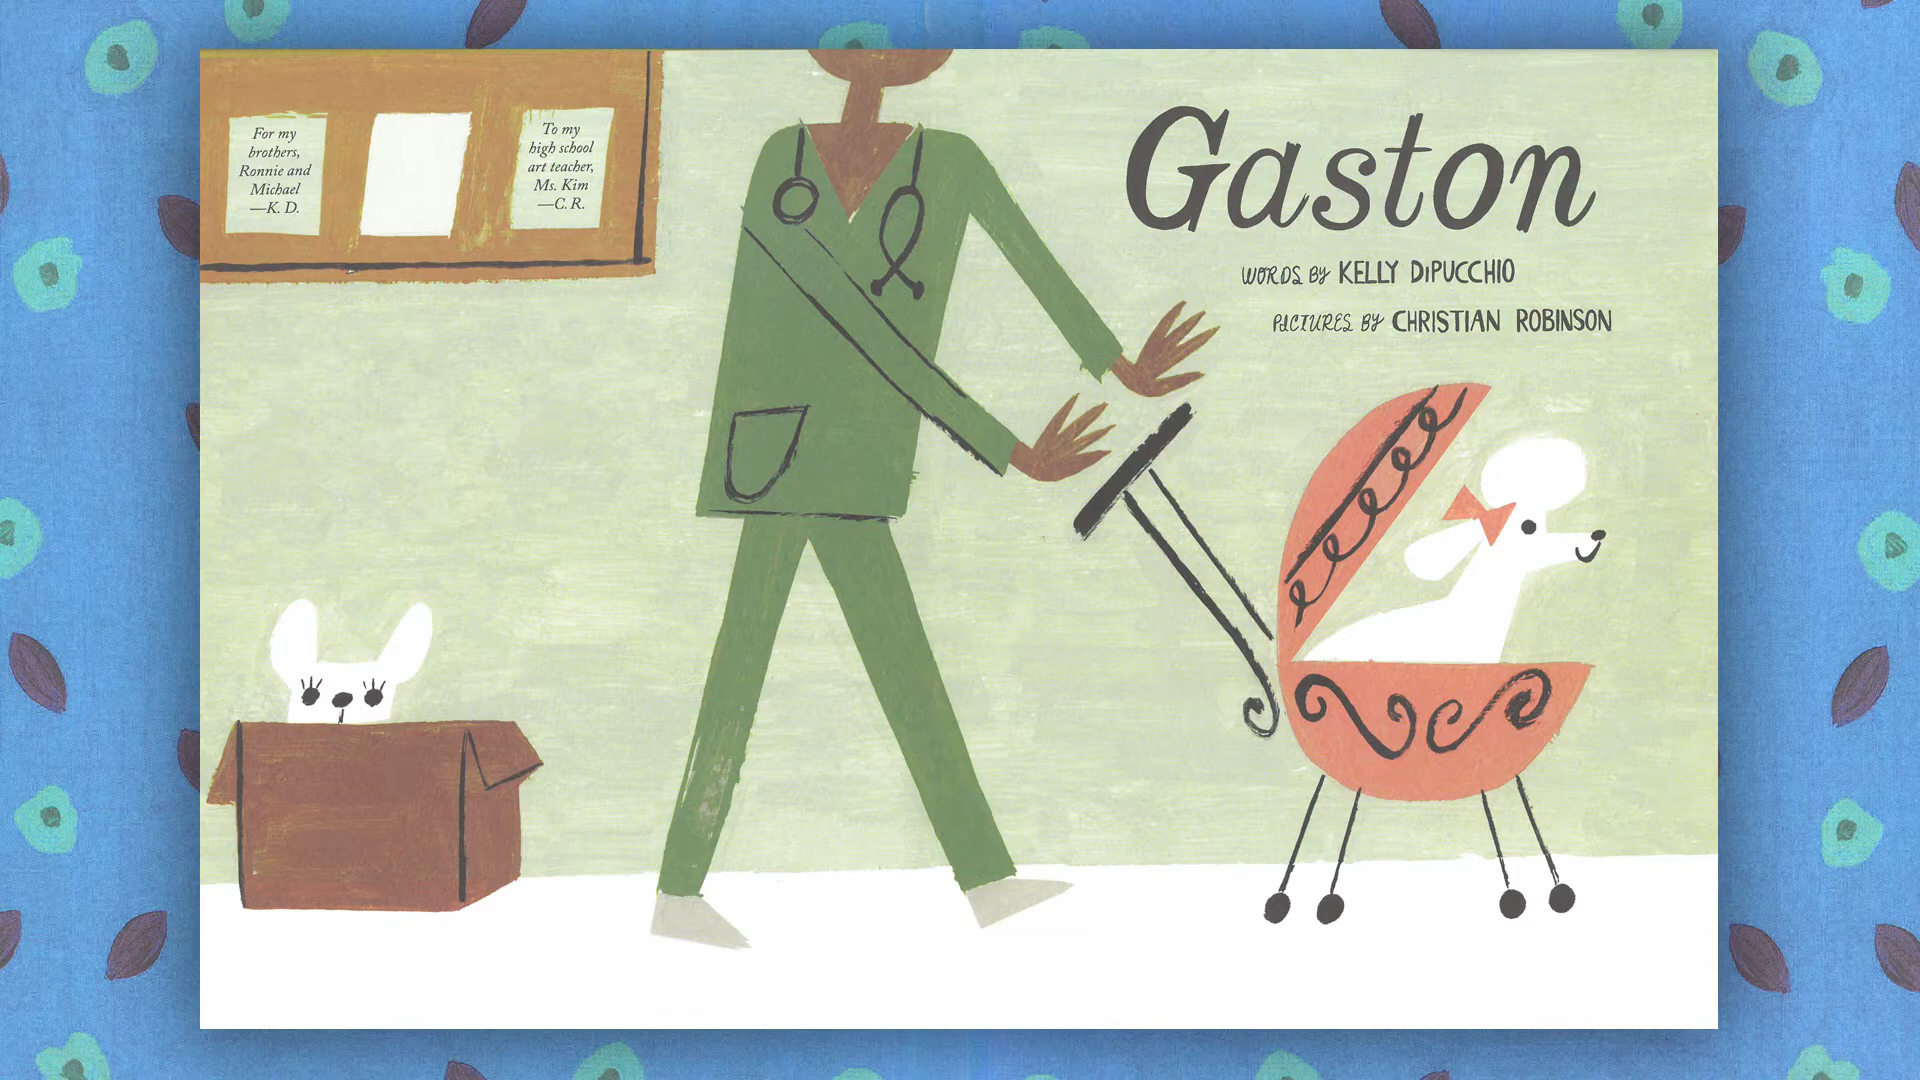 For my
brothers,
Ronnie and
Michael
—K. D.
To my
high school
art teacher,
Ms. Kim
—C. R.
Gaston
WORDS BY KELLY DiPUCCHIO
PICTURES BY CHRISTIAN ROBINSON